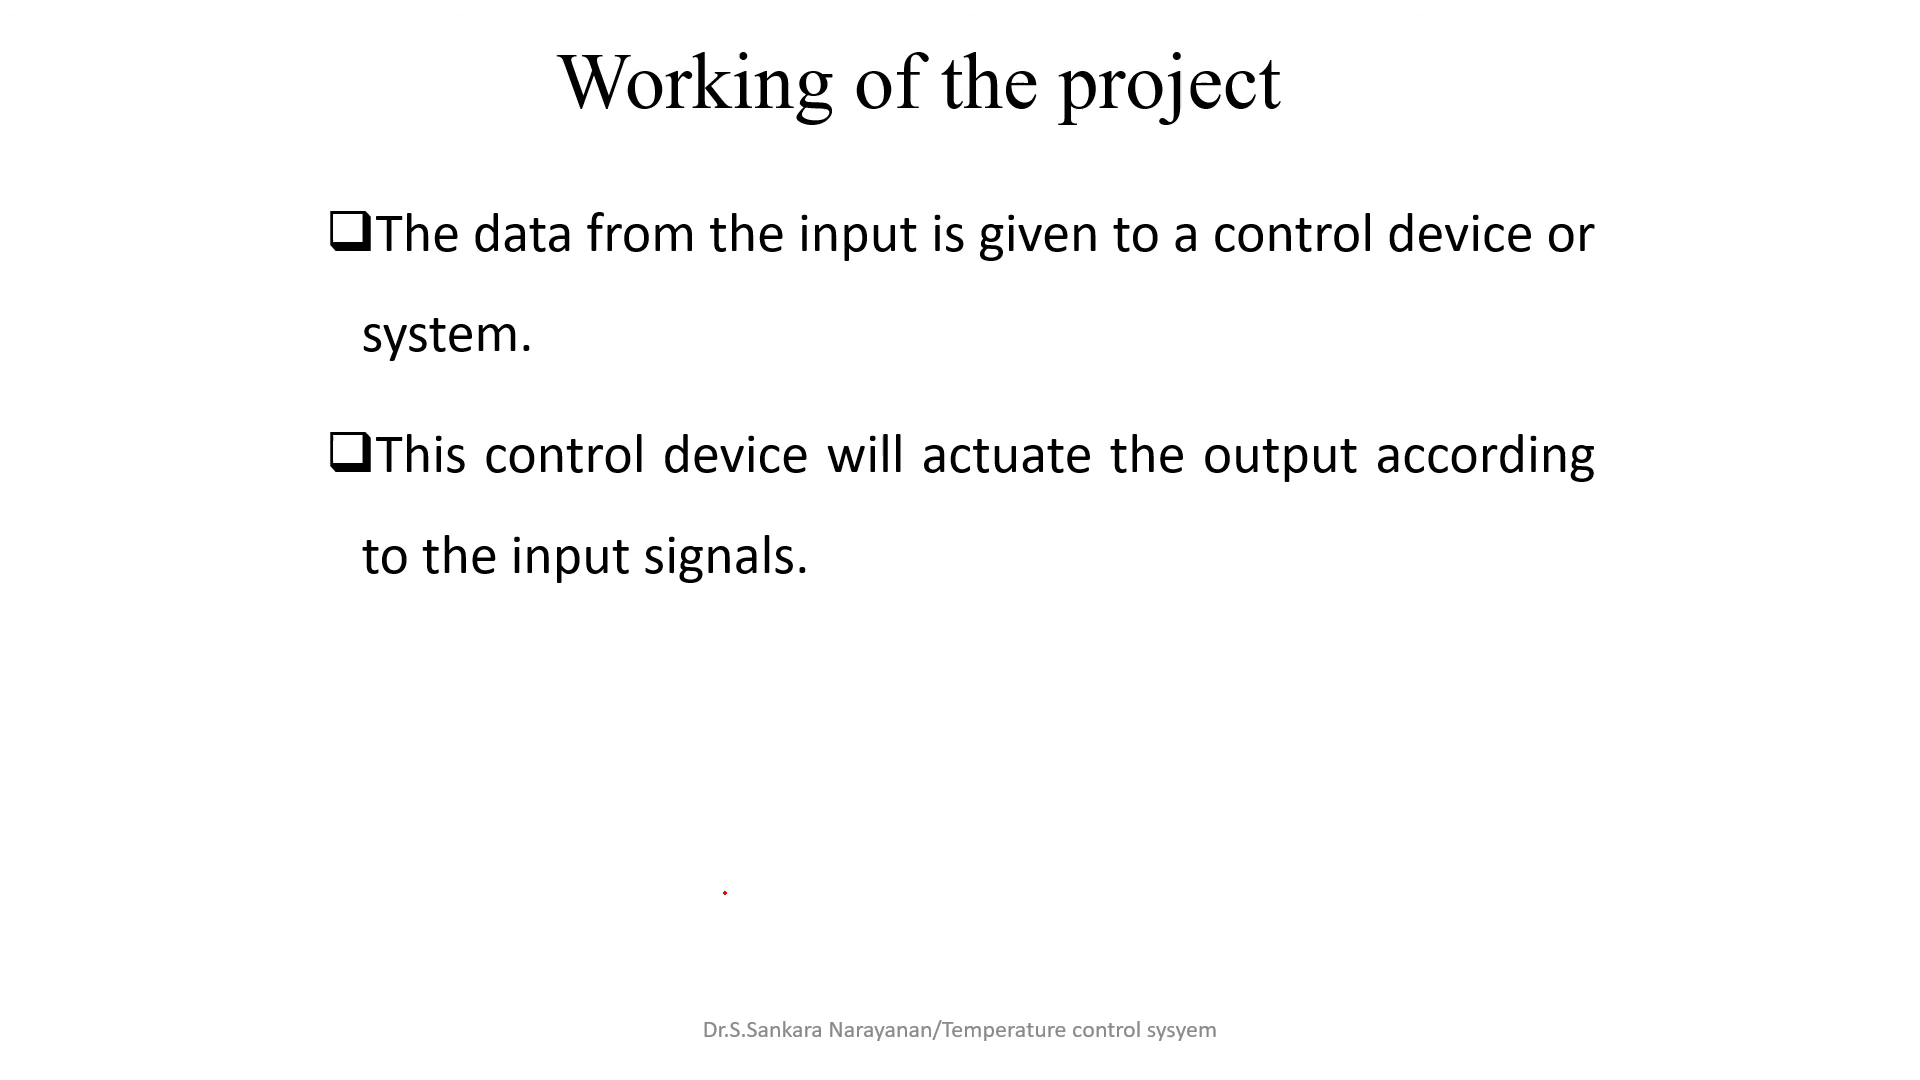 Working of the project
❑The data from the input is given to a control device or
system.
❑This control device will actuate the output according
to the input signals.
Dr.S.Sankara Narayanan/Temperature control sysyem